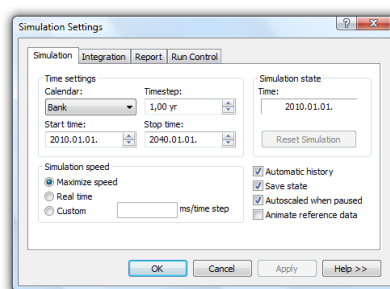 Simulation Settings
Simulation Integration Report Run Control
Time settings
Calendar: Timestep:
Bank 1,00 yr
Start time: Stop time:
2010.01.01. 2040.01.01.
Simulation state
Time:
2010.01.01.
Reset Simulation
Simulation speed
Maximize speed
Real time
Custom ms/time step
Automatic history
Save state
Autoscaled when paused
Animate reference data
OK Cancel Apply Help >>